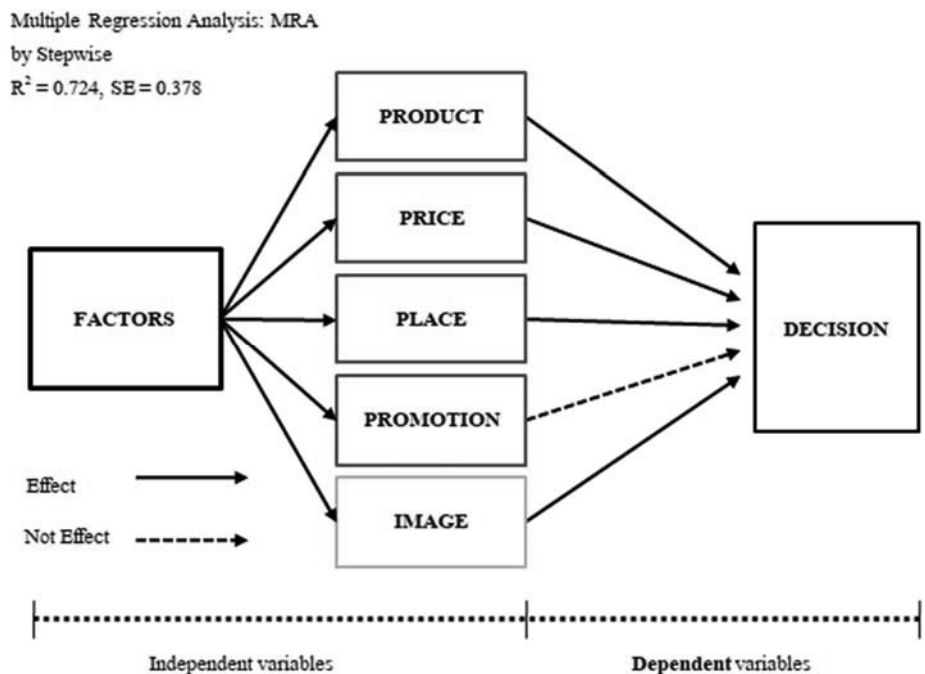 Multiple Regression Analysis: MRA
by Stepwise
R² = 0.724, SE = 0.378
PRODUCT
PRICE
FACTORS
PLACE
DECISION
PROMOTION
IMAGE
Effect
Not Effect
Independent variables
Dependent variables